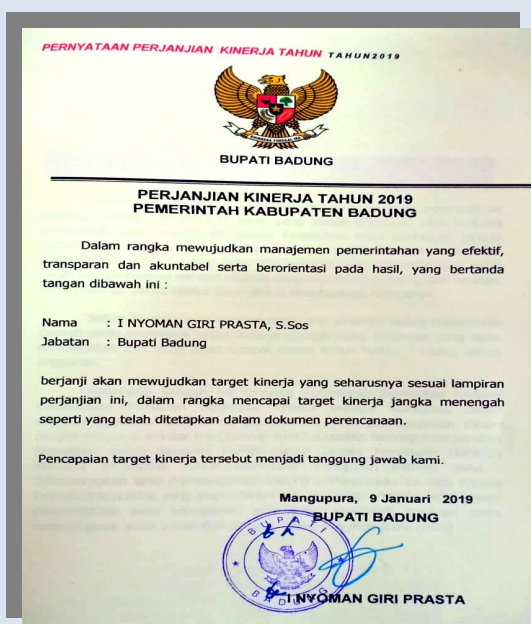 PERNYATAAN PERJANJIAN KINERJA TAHUN TAHUN2019
BUPATI BADUNG
PERJANJIAN KINERJA TAHUN 2019
PEMERINTAH KABUPATEN BADUNG
Dalam rangka mewujudkan manajemen pemerintahan yang efektif,
transparan dan akuntabel serta berorientasi pada hasil, yang bertanda
tangan dibawah ini :
Nama : I NYOMAN GIRI PRASTA, S.Sos
Jabatan : Bupati Badung
berjanji akan mewujudkan target kinerja yang seharusnya sesuai lampiran
perjanjian ini, dalam rangka mencapai target kinerja jangka menengah
seperti yang telah ditetapkan dalam dokumen perencanaan.
Pencapaian target kinerja tersebut menjadi tanggung jawab kami.
Mangupura, 9 Januari 2019
BUPATI BADUNG
BUPATI
BADUNG
I NYOMAN GIRI PRASTA